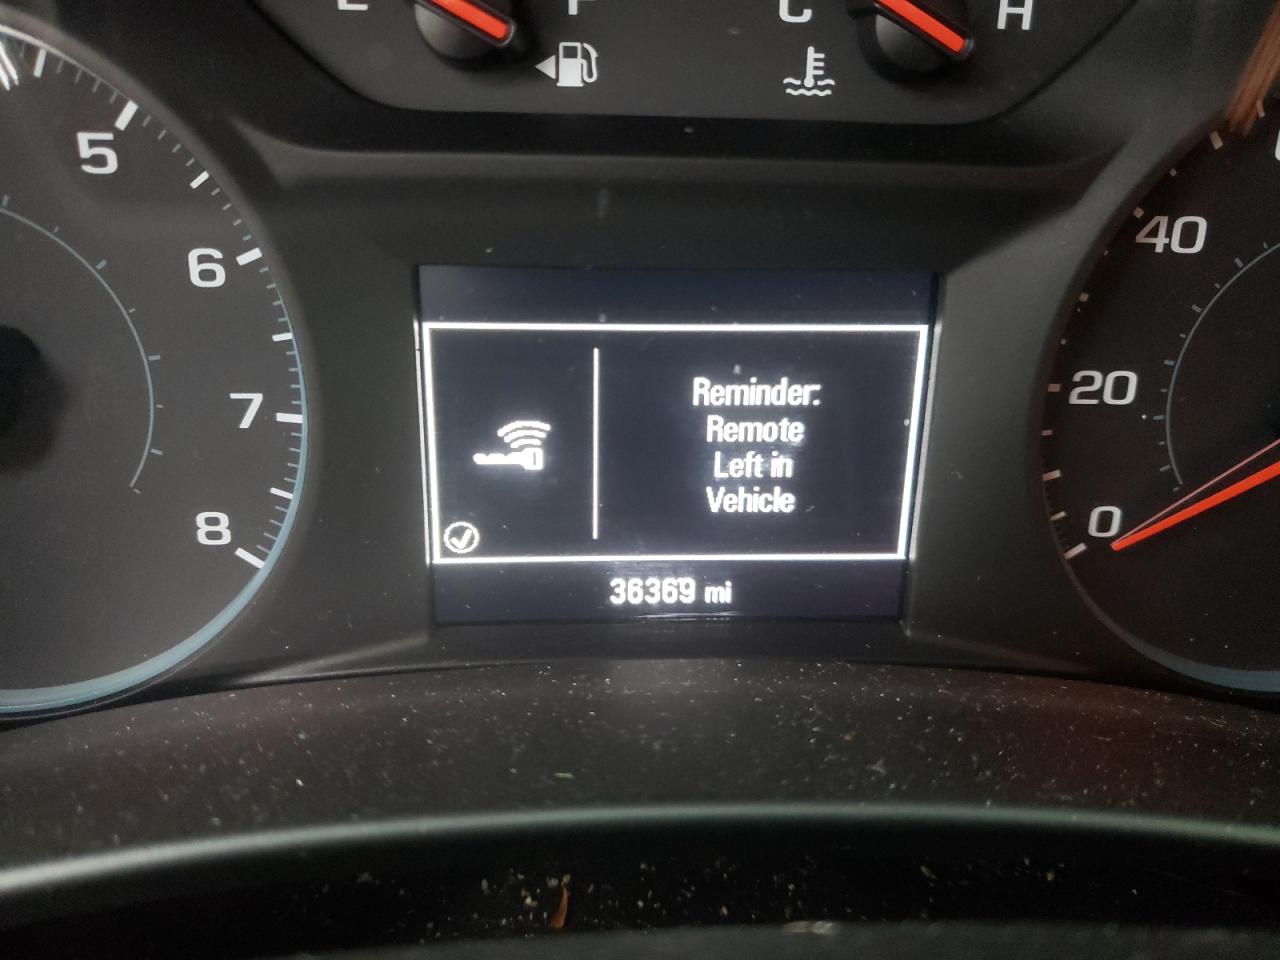 E F C H
5
6
7
8
40
20
0
Reminder:
Remote
Left in
Vehicle
36369 mi